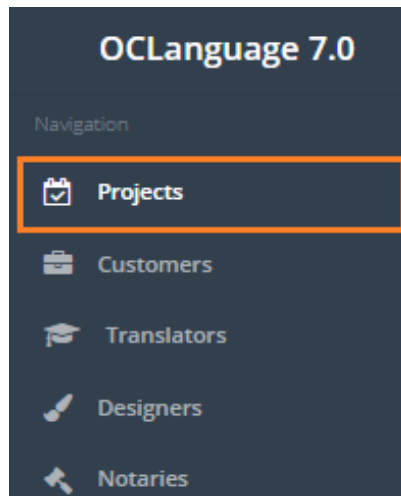 OCLanguage 7.0
Navigation
Projects
Customers
Translators
Designers
Notaries